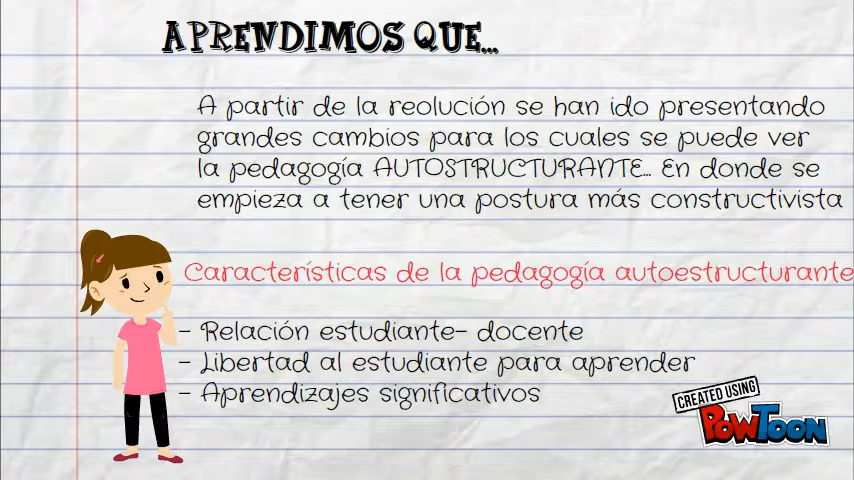 APRENDIMOS QUE...
A partir de la reolución se han ido presentando
grandes cambios para los cuales se puede ver
la pedagogía AUTOSTRUCTURANTE... En donde se
empieza a tener una postura más constructivista
Características de la pedagogía autoestructurante
- Relación estudiante- docente
- Libertad al estudiante para aprender
- Aprendizajes significativos
CREATED USING
POWTOON